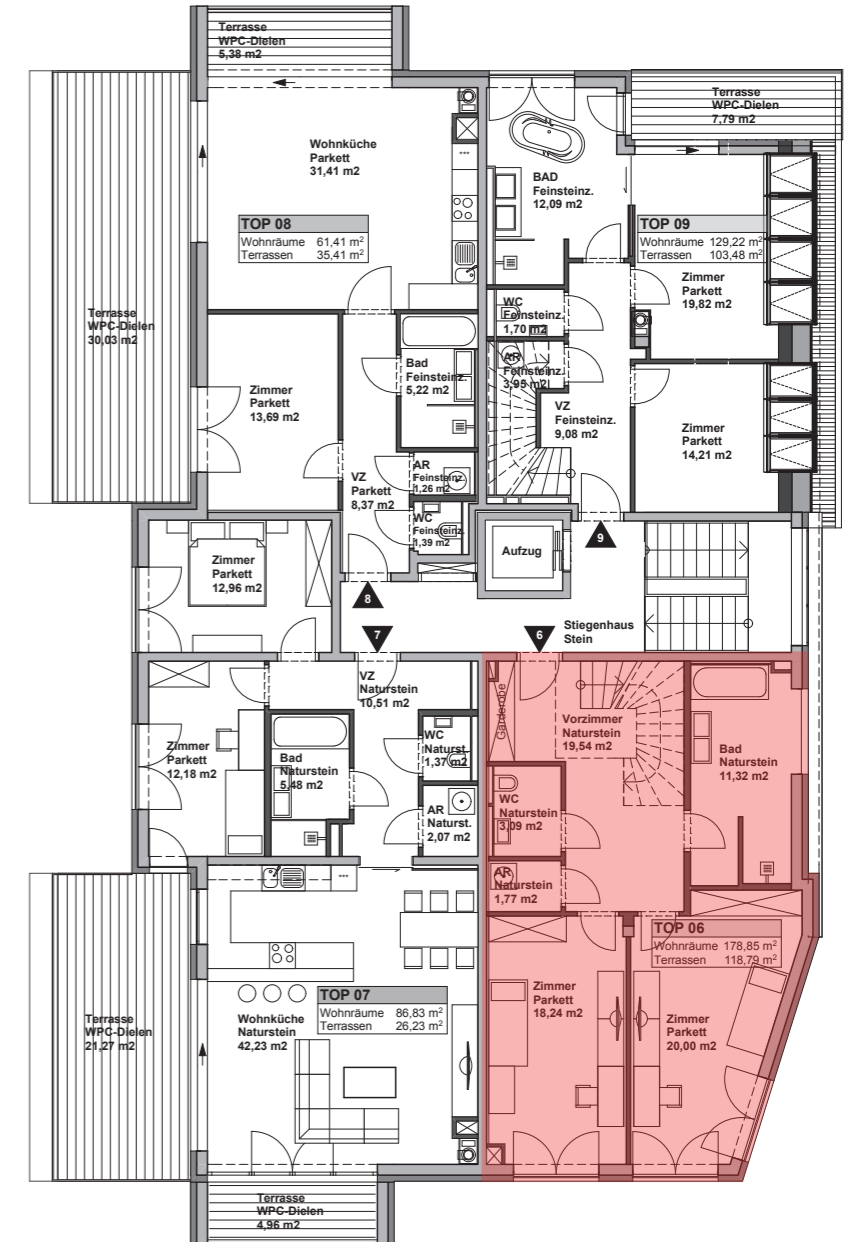 Terrasse
WPC-Dielen
5,38 m2
Wohnküche
Parkett
31,41 m2
TOP 08
Wohnräume 61,41 m²
Terrassen 35,41 m²
Terrasse
WPC-Dielen
30,03 m2
Zimmer
Parkett
13,69 m2
Bad
Feinsteinz.
5,22 m2
VZ
Parkett
8,37 m2
AR
Feinsteinz.
1,26 m2
WC
Feinsteinz.
1,39 m2
BAD
Feinsteinz.
12,09 m2
Terrasse
WPC-Dielen
7,79 m2
TOP 09
Wohnräume 129,22 m²
Terrassen 103,48 m²
Zimmer
Parkett
19,82 m2
WC
Feinsteinz.
1,70 m2
AR
Feinsteinz.
3,95 m2
VZ
Feinsteinz.
9,08 m2
Zimmer
Parkett
14,21 m2
Aufzug
9
8
7
6
Stiegenhaus
Stein
Zimmer
Parkett
12,96 m2
VZ
Naturstein
10,51 m2
Zimmer
Parkett
12,18 m2
Bad
Naturstein
5,48 m2
WC
Naturst.
1,37 m2
AR
Naturst.
2,07 m2
TOP 07
Wohnräume 86,83 m²
Terrassen 26,23 m²
Wohnküche
Naturstein
42,23 m2
Terrasse
WPC-Dielen
21,27 m2
Terrasse
WPC-Dielen
4,96 m2
Garderobe
Vorzimmer
Naturstein
19,54 m2
Bad
Naturstein
11,32 m2
WC
Naturstein
3,09 m2
AR
Naturstein
1,77 m2
TOP 06
Wohnräume 178,85 m²
Terrassen 118,79 m²
Zimmer
Parkett
18,24 m2
Zimmer
Parkett
20,00 m2